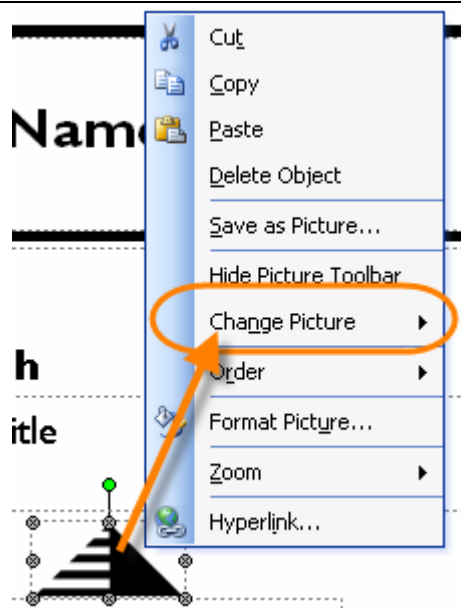 Cut
Copy
Name
Paste
Delete Object
Save as Picture...
Hide Picture Toolbar
Change Picture
h
Order
itle
Format Picture...
Zoom
Hyperlink...